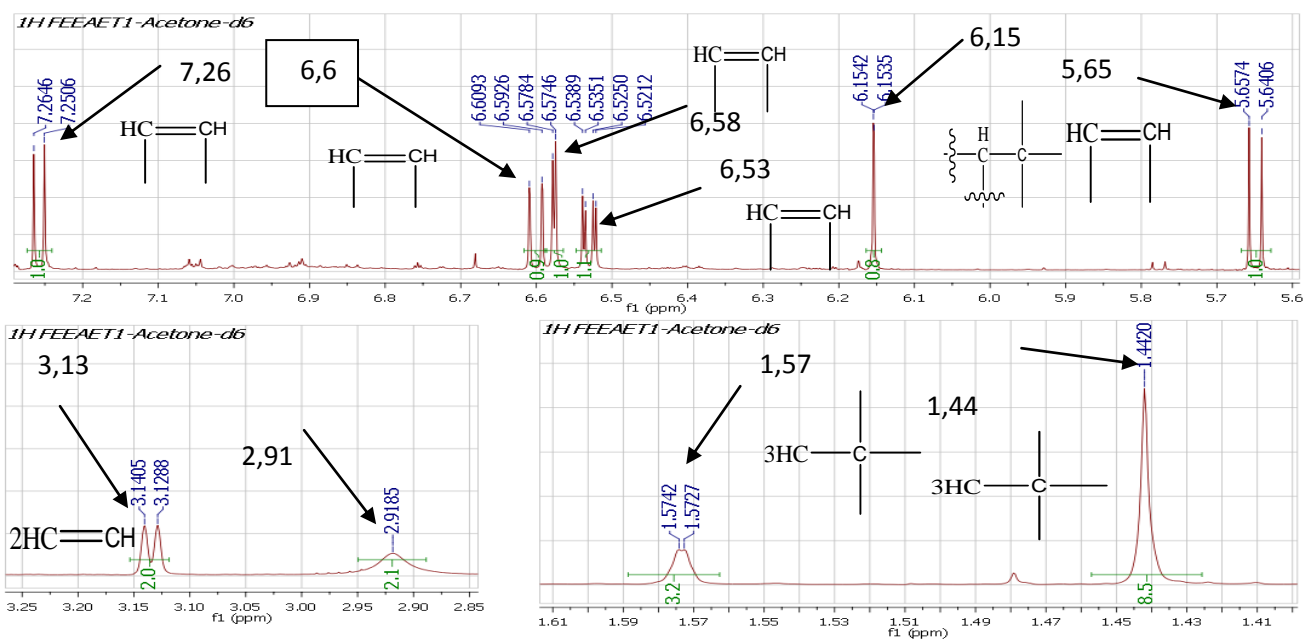 1H FEEAET1-Acetone-d6
7,26
6,6
6,58
6,53
6,15
5,65
7.2646
7.2506
6.6093
6.5926
6.5784
6.5746
6.5389
6.5351
6.5250
6.5212
6.1542
6.1535
5.6574
5.6406
HC CH
HC CH
HC CH
HC CH
H
C
HC CH
1.0
0.9
1.0
1.1
0.8
1.0
7.2 7.1 7.0 6.9 6.8 6.7 6.6 6.5 6.4 6.3 6.2 6.1 6.0 5.9 5.8 5.7 5.6
f1 (ppm)
1H FEEAET1-Acetone-d6
3,13
2,91
3.1405
3.1288
2.9185
2HC CH
2.0
2.1
3.25 3.20 3.15 3.10 3.05 3.00 2.95 2.90 2.85
f1 (ppm)
1H FEEAET1-Acetone-d6
1,57
1,44
1.5742
1.5727
1.4420
3HC C
3HC C
3.2
8.5
1.61 1.59 1.57 1.55 1.53 1.51 1.49 1.47 1.45 1.43 1.41
f1 (ppm)